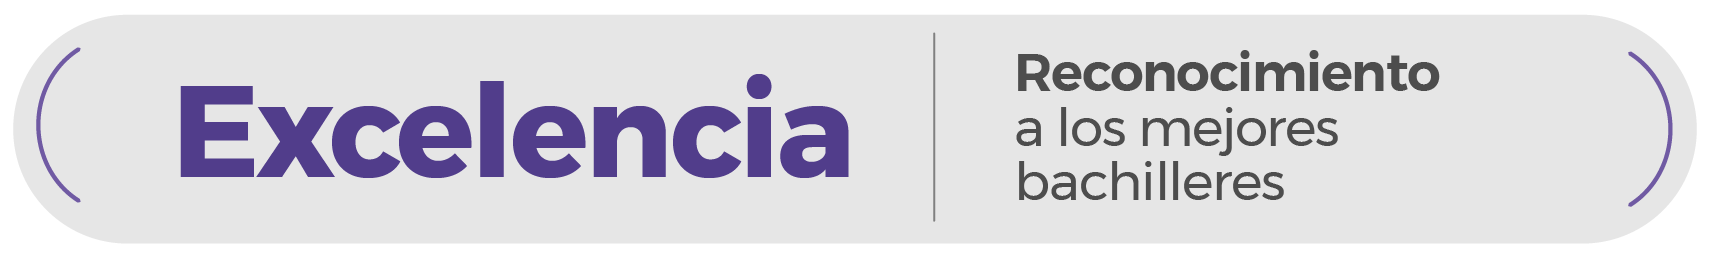 Excelencia
Reconocimiento
a los mejores
bachilleres